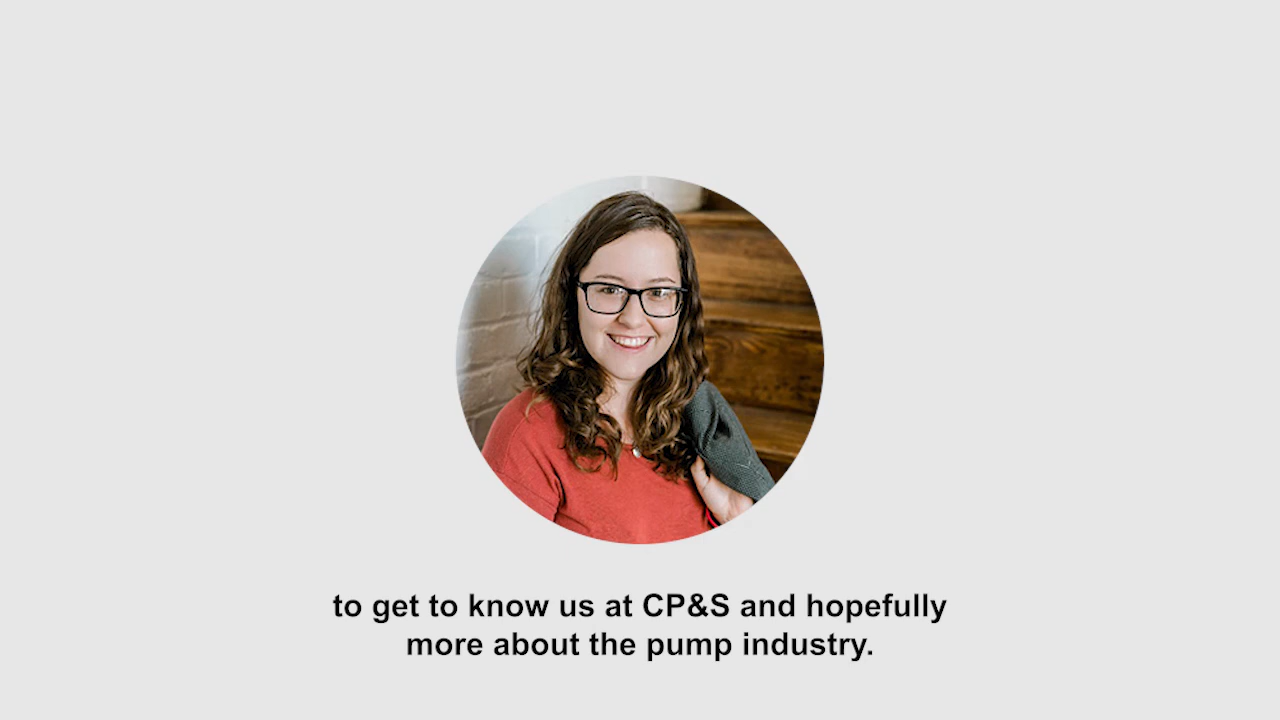 to get to know us at CP&S and hopefully
more about the pump industry.